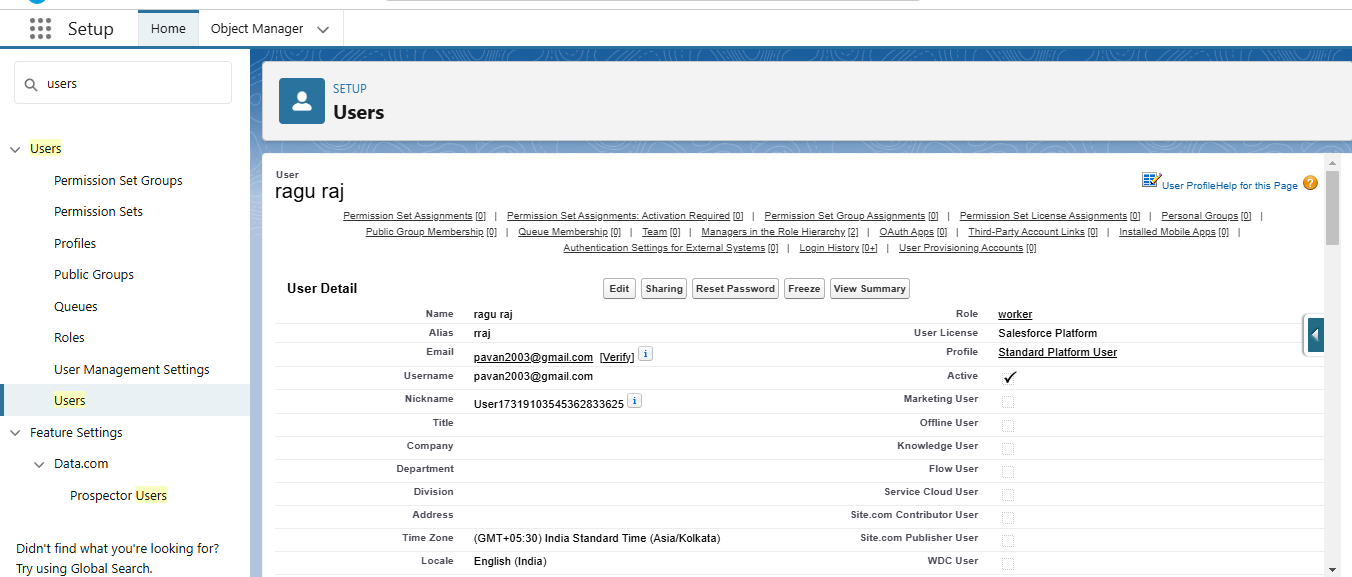 Setup
Home
Object Manager
users
Users
Permission Set Groups
Permission Sets
Profiles
Public Groups
Queues
Roles
User Management Settings
Users
Feature Settings
Data.com
Prospector Users
Didn't find what you're looking for?
Try using Global Search.
SETUP
Users
User
ragu raj
User Profile Help for this Page ?
Permission Set Assignments [0] | Permission Set Assignments: Activation Required [0] | Permission Set Group Assignments [0] | Permission Set License Assignments [0] | Personal Groups [0] |
Public Group Membership [0] | Queue Membership [0] | Team [0] | Managers in the Role Hierarchy [2] | OAuth Apps [0] | Third-Party Account Links [0] | Installed Mobile Apps [0] |
Authentication Settings for External Systems [0] | Login History [0+] | User Provisioning Accounts [0]
User Detail
Edit Sharing Reset Password Freeze View Summary
Name ragu raj Role worker
Alias rraj User License Salesforce Platform
Email pavan2003@gmail.com [Verify] i Profile Standard Platform User
Username pavan2003@gmail.com Active
Nickname User17319103545362833625 i Marketing User
Title Offline User
Company Knowledge User
Department Flow User
Division Service Cloud User
Address Site.com Contributor User
Time Zone (GMT+05:30) India Standard Time (Asia/Kolkata) Site.com Publisher User
Locale English (India) WDC User